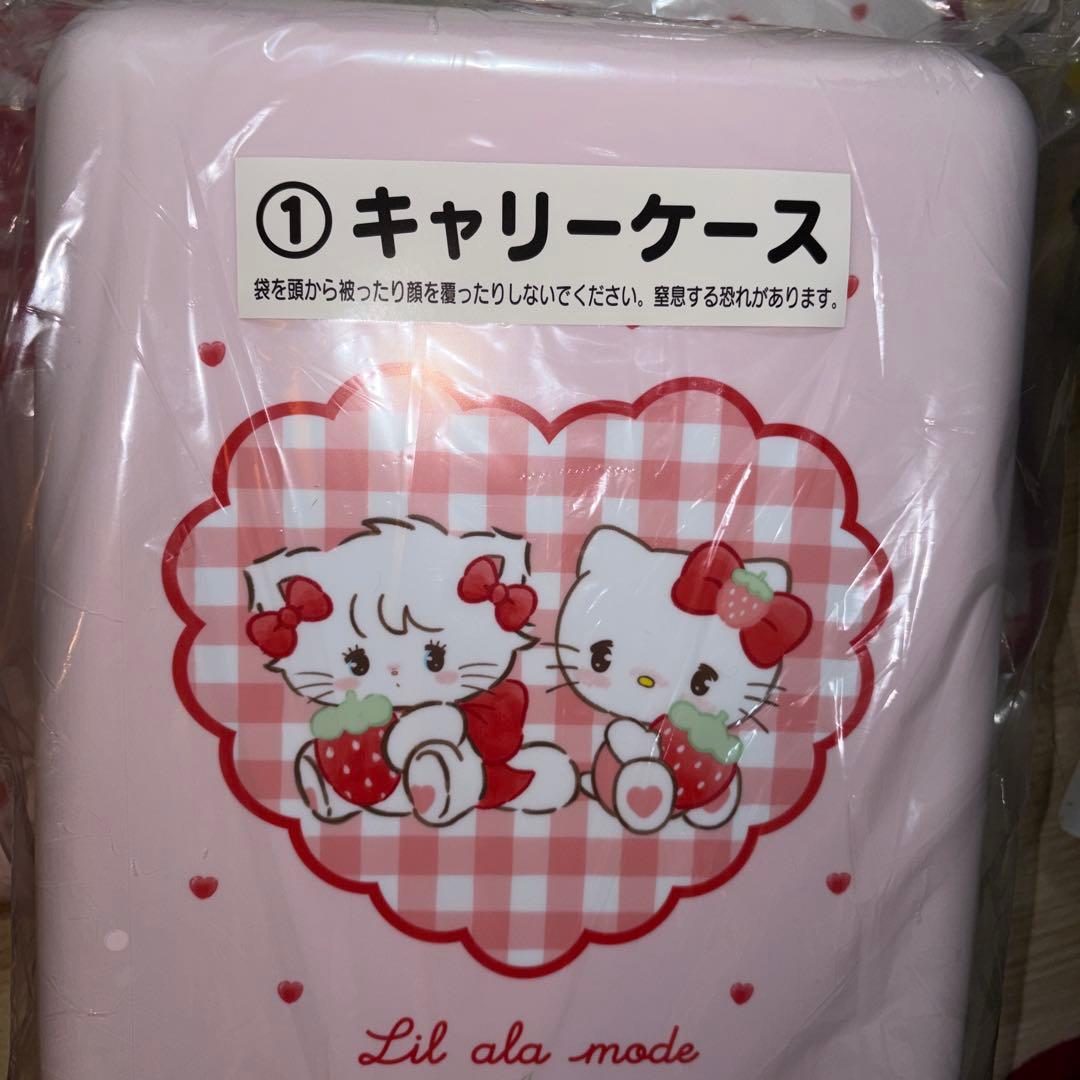 ①キャリーケース
袋を頭から被ったり顔を覆ったりしないでください。窒息する恐れがあります。
Lil ala mode